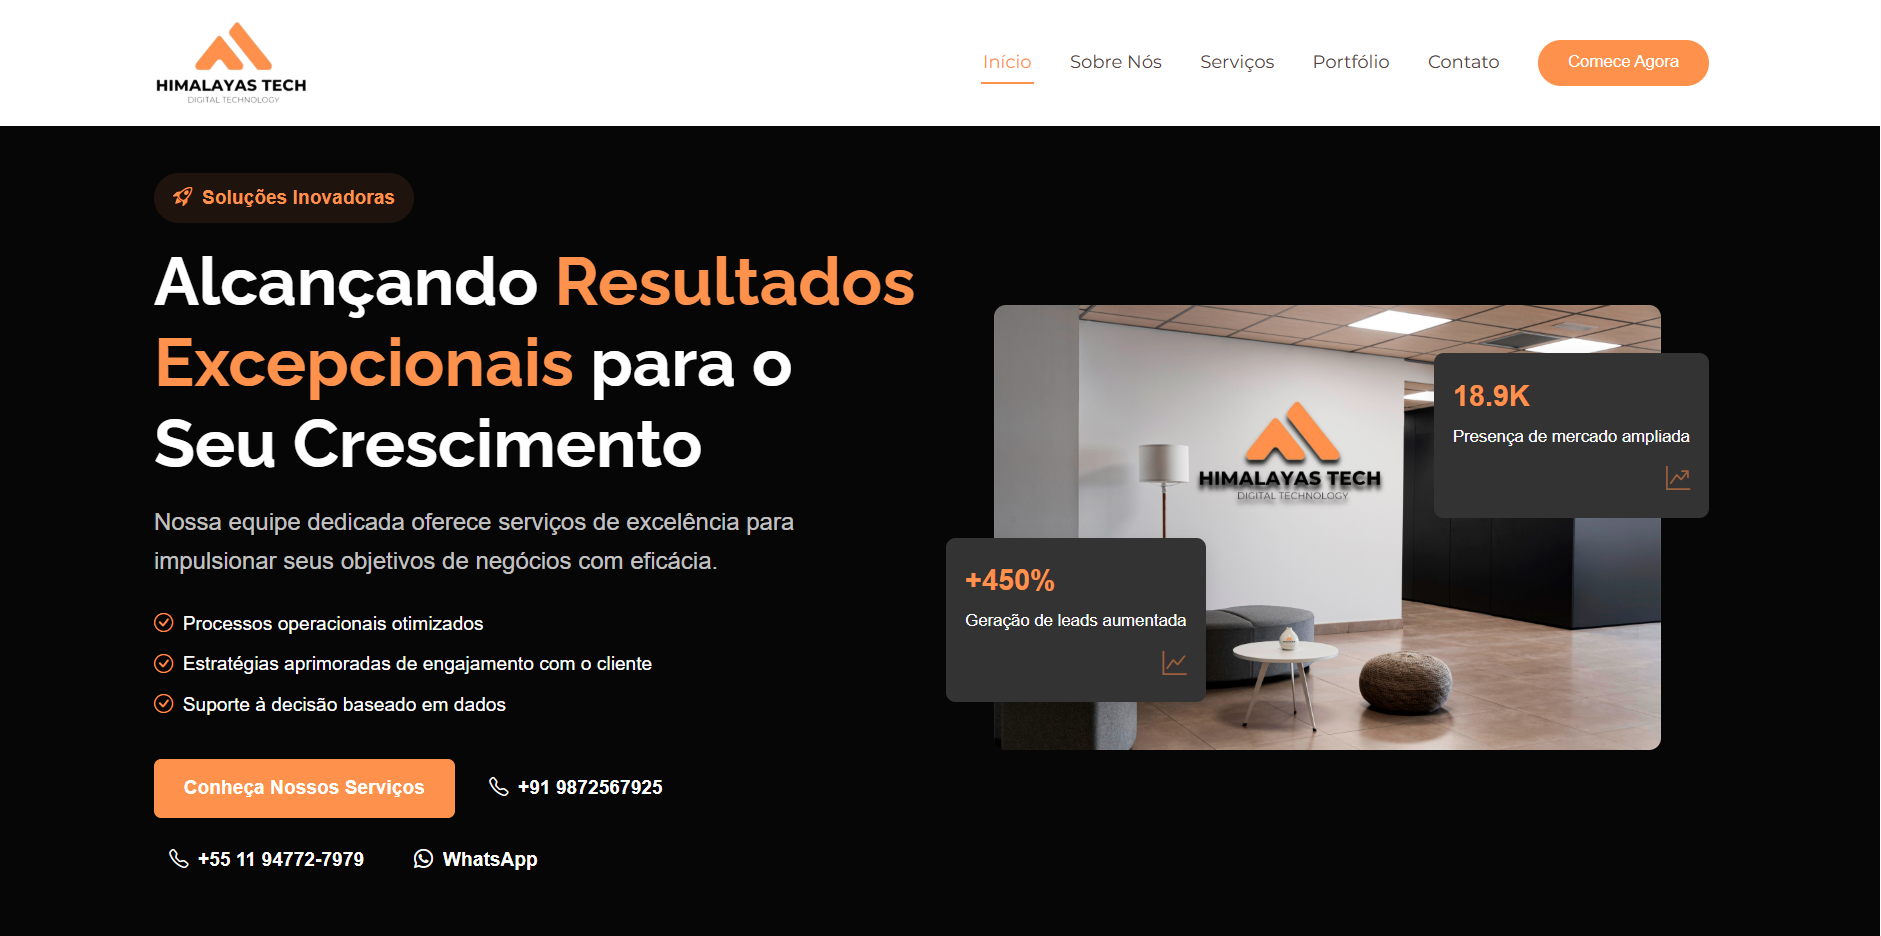 HIMALAYAS TECH
DIGITAL TECHNOLOGY
Início
Sobre Nós
Serviços
Portfólio
Contato
Comece Agora
Soluções Inovadoras
Alcançando Resultados
Excepcionais para o
Seu Crescimento
Nossa equipe dedicada oferece serviços de excelência para
impulsionar seus objetivos de negócios com eficácia.
Processos operacionais otimizados
Estratégias aprimoradas de engajamento com o cliente
Suporte à decisão baseado em dados
Conheça Nossos Serviços
+91 9872567925
+55 11 94772-7979
WhatsApp
18.9K
Presença de mercado ampliada
HIMALAYAS TECH
DIGITAL TECHNOLOGY
+450%
Geração de leads aumentada